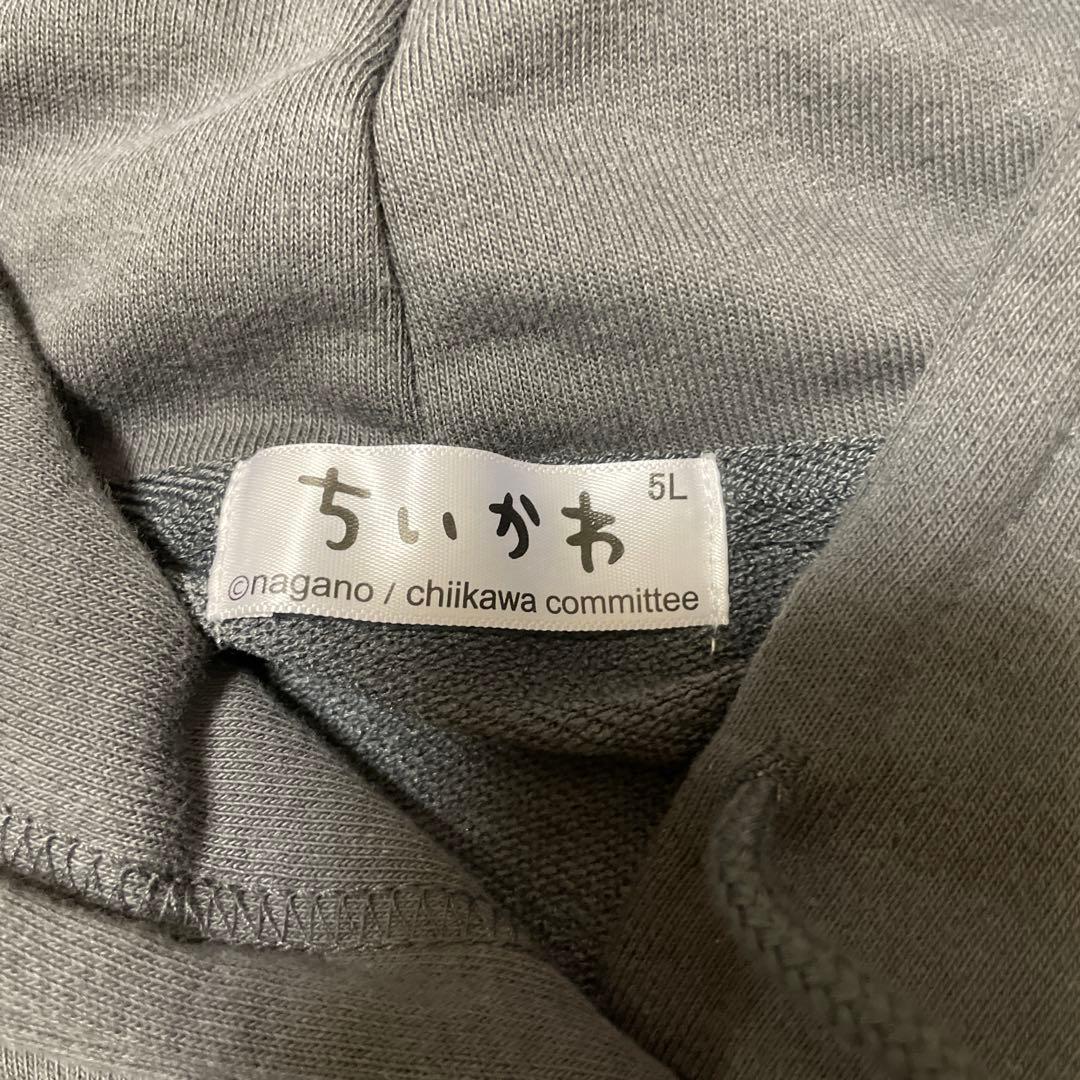 ちいかわ 5L
©nagano / chiikawa committee